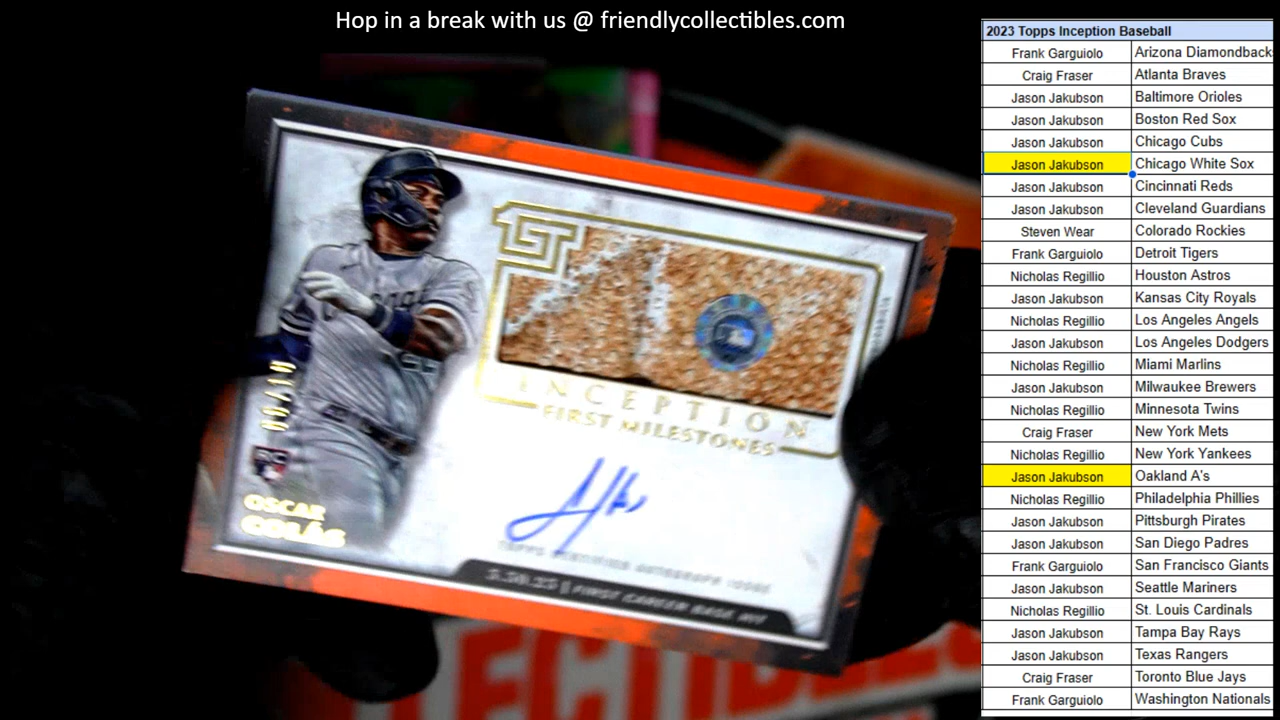 Hop in a break with us @ friendlycollectibles.com
2023 Topps Inception Baseball
Frank Garguiolo Arizona Diamondback
Craig Fraser Atlanta Braves
Jason Jakubson Baltimore Orioles
Jason Jakubson Boston Red Sox
Jason Jakubson Chicago Cubs
Jason Jakubson Chicago White Sox
Jason Jakubson Cincinnati Reds
Jason Jakubson Cleveland Guardians
Steven Wear Colorado Rockies
Frank Garguiolo Detroit Tigers
Nicholas Regillio Houston Astros
Jason Jakubson Kansas City Royals
Nicholas Regillio Los Angeles Angels
Jason Jakubson Los Angeles Dodgers
Nicholas Regillio Miami Marlins
Jason Jakubson Milwaukee Brewers
Nicholas Regillio Minnesota Twins
Craig Fraser New York Mets
Nicholas Regillio New York Yankees
Jason Jakubson Oakland A's
Nicholas Regillio Philadelphia Phillies
Jason Jakubson Pittsburgh Pirates
Jason Jakubson San Diego Padres
Frank Garguiolo San Francisco Giants
Jason Jakubson Seattle Mariners
Nicholas Regillio St. Louis Cardinals
Jason Jakubson Tampa Bay Rays
Jason Jakubson Texas Rangers
Craig Fraser Toronto Blue Jays
Frank Garguiolo Washington Nationals
INCEPTION
FIRST MILESTONES
RC
OSCAR
COLÁS
TOPPS CERTIFIED AUTOGRAPH ISSUE
FIRST CAREER BASE HIT